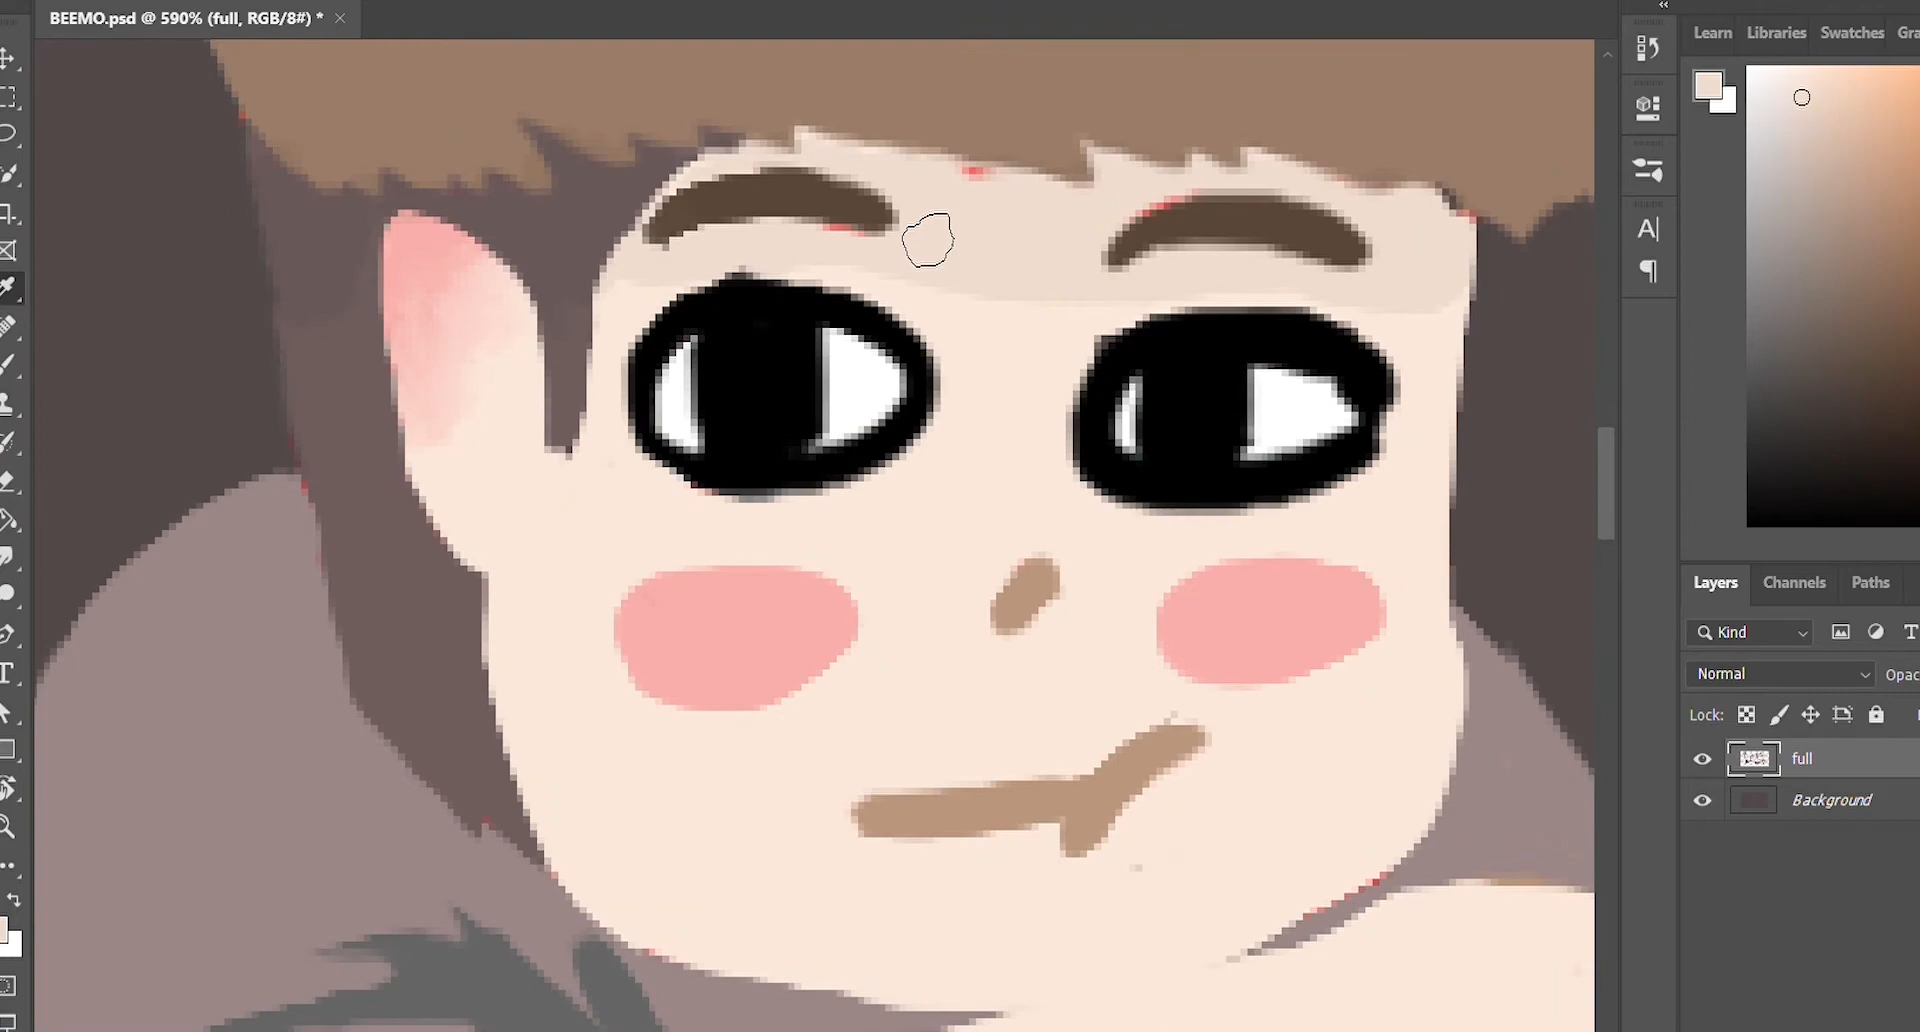 BEEMO.psd @ 590% (full, RGB/8#) *
Learn Libraries Swatches Gra
Layers Channels Paths
Kind
Normal Opac
Lock:
full
Background